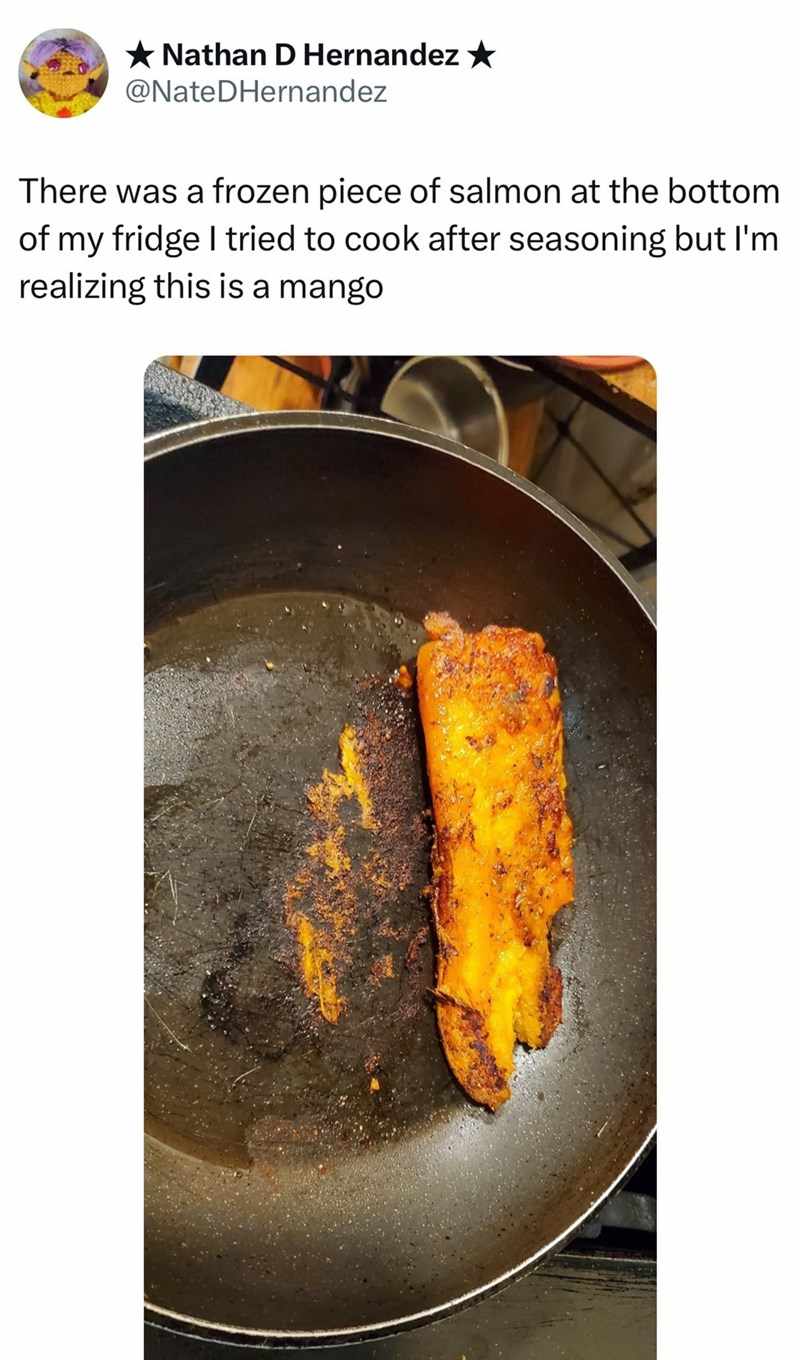 ★ Nathan D Hernandez ★
@NateDHernandez
There was a frozen piece of salmon at the bottom
of my fridge I tried to cook after seasoning but I'm
realizing this is a mango